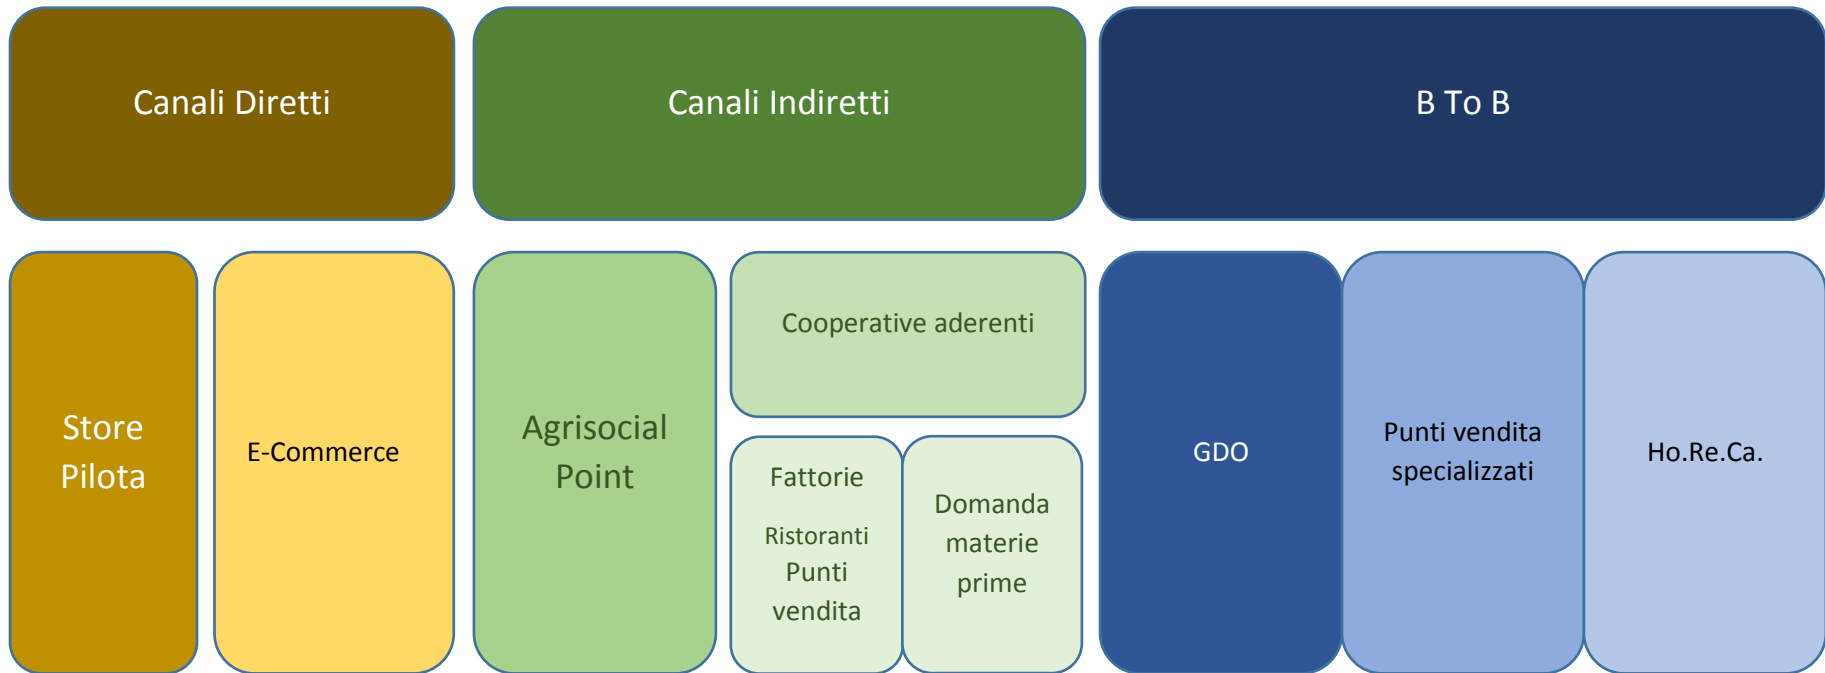 Canali Diretti
Canali Indiretti
B To B
Store
Pilota
E-Commerce
Agrisocial
Point
Cooperative aderenti
Fattorie
Ristoranti
Punti
vendita
Domanda
materie
prime
GDO
Punti vendita
specializzati
Ho.Re.Ca.